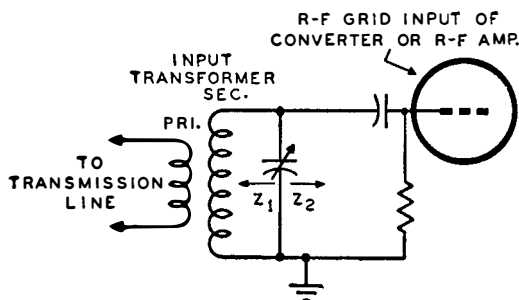 R-F GRID INPUT OF
CONVERTER OR R-F AMP.
INPUT
TRANSFORMER
SEC.
PRI.
TO
TRANSMISSION
LINE
Z1 Z2